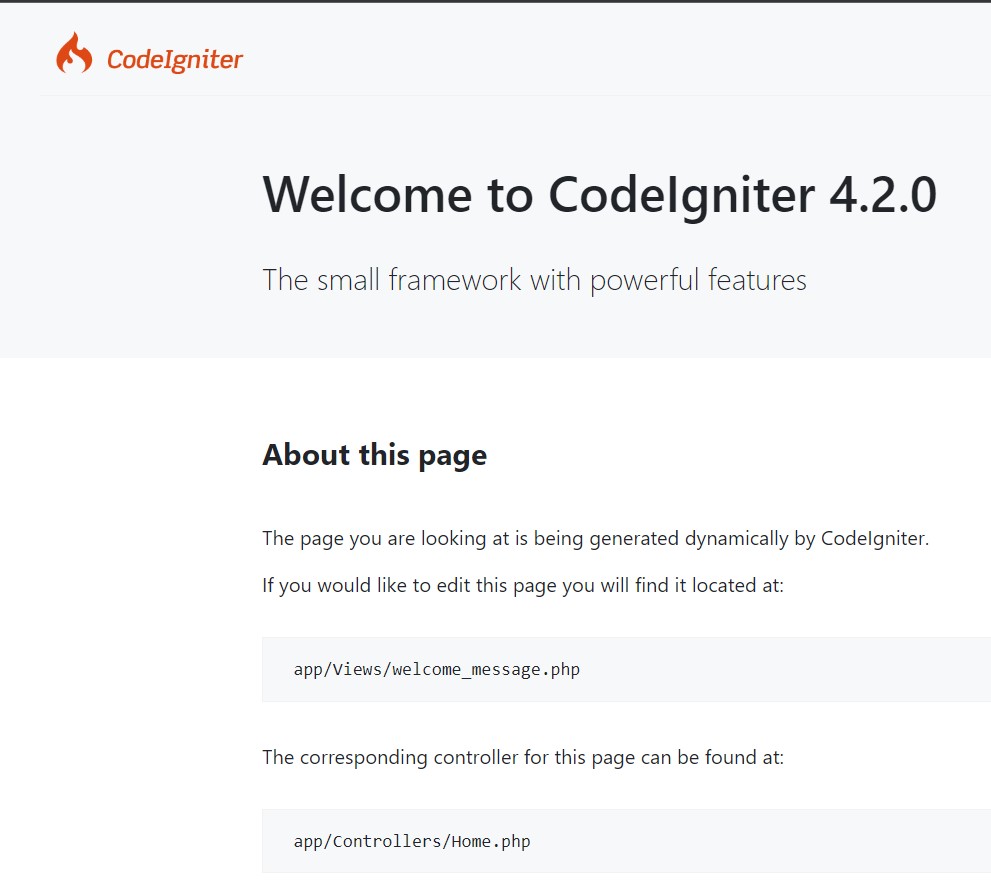 CodeIgniter
Welcome to CodeIgniter 4.2.0
The small framework with powerful features
About this page
The page you are looking at is being generated dynamically by CodeIgniter.
If you would like to edit this page you will find it located at:
app/Views/welcome_message.php
The corresponding controller for this page can be found at:
app/Controllers/Home.php